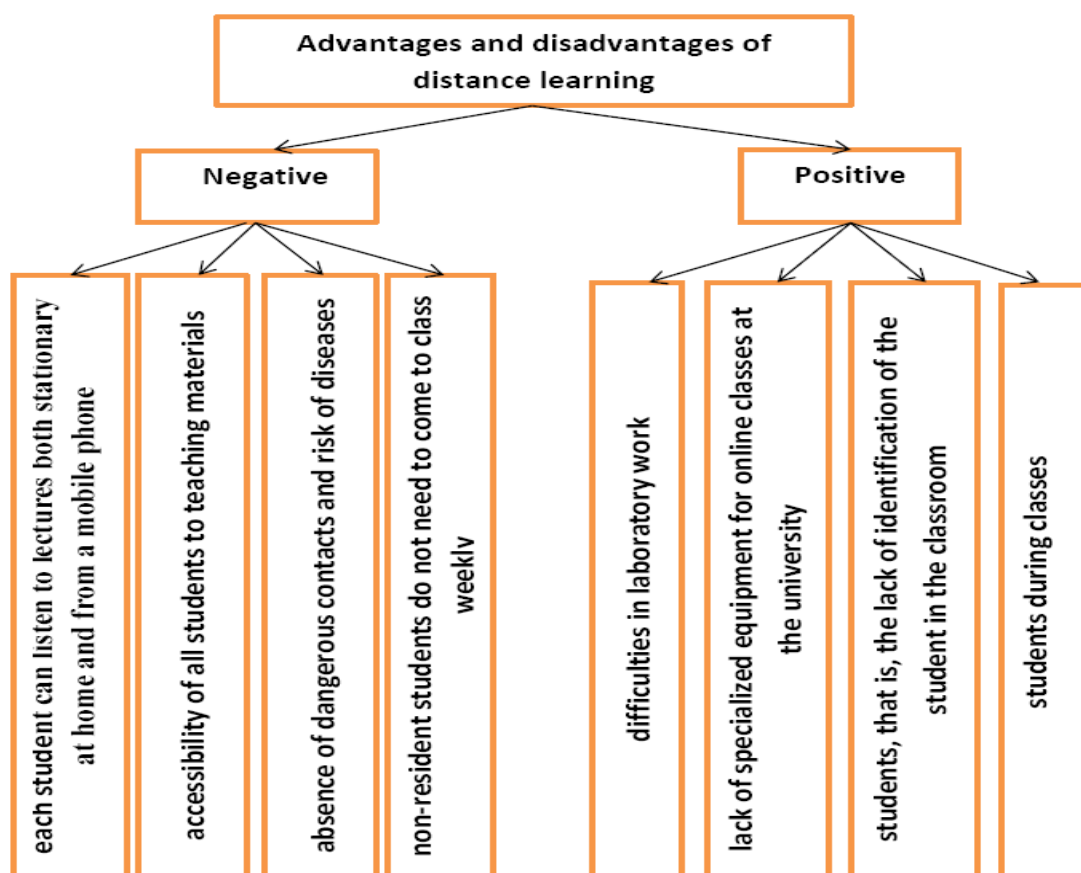 Advantages and disadvantages of
distance learning
Negative
Positive
each student can listen to lectures both stationary
at home and from a mobile phone
accessibility of all students to teaching materials
absence of dangerous contacts and risk of diseases
non-resident students do not need to come to class
weekly
difficulties in laboratory work
lack of specialized equipment for online classes at
the university
students, that is, the lack of identification of the
student in the classroom
students during classes